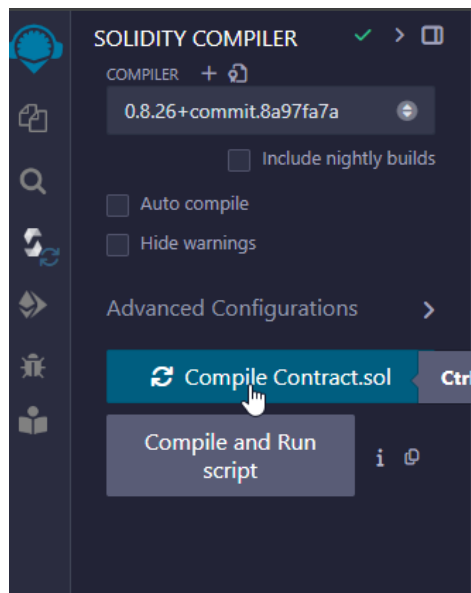 SOLIDITY COMPILER
COMPILER
0.8.26+commit.8a97fa7a
Include nightly builds
Auto compile
Hide warnings
Advanced Configurations
Compile Contract.sol
Ctrl
Compile and Run
script
i